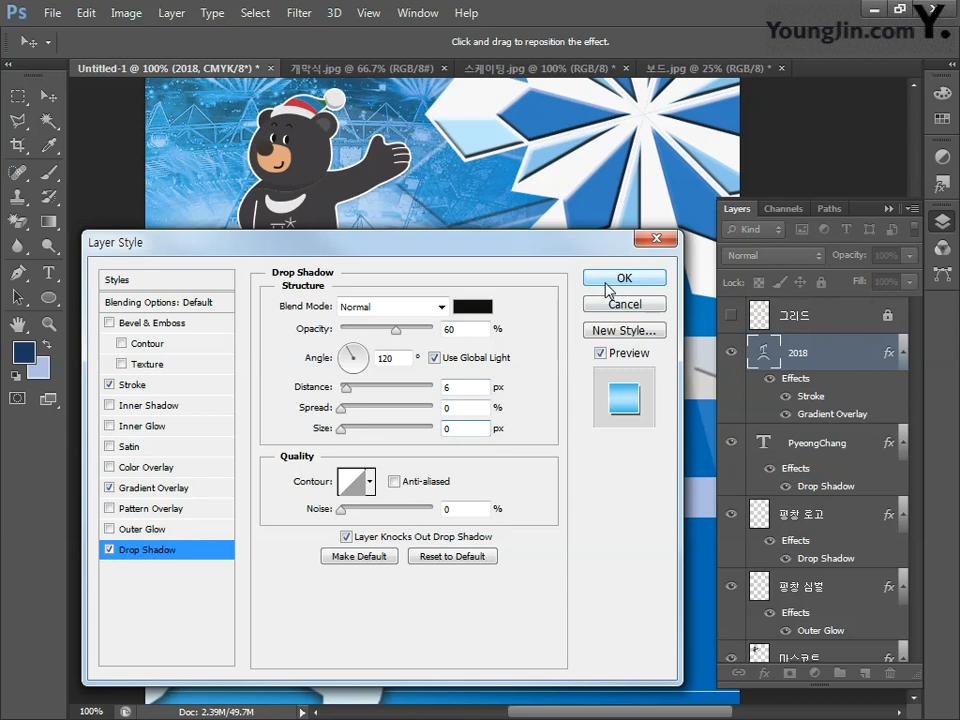 Ps File Edit Image Layer Type Select Filter 3D View Window Help
YoungJin.com Y.
Click and drag to reposition the effect.
Untitled-1 @ 100% (2018, CMYK/8*) * × 개막식.jpg @ 66.7% (RGB/8#) × 스케이팅.jpg @ 100% (RGB/8) * × 보드.jpg @ 25% (RGB/8) * ×
Layers Channels Paths
Kind
Normal Opacity: 100%
Lock: Fill: 100%
그리드
2018 fx
Effects
Stroke
Gradient Overlay
PyeongChang fx
Effects
Drop Shadow
평창 로고 fx
Effects
Drop Shadow
평창 심벌 fx
Effects
Outer Glow
마스코트
Layer Style
Styles
Blending Options: Default
Bevel & Emboss
Contour
Texture
Stroke
Inner Shadow
Inner Glow
Satin
Color Overlay
Gradient Overlay
Pattern Overlay
Outer Glow
Drop Shadow
Drop Shadow
Structure
Blend Mode: Normal
Opacity: 60 %
Angle: 120 ° Use Global Light
Distance: 6 px
Spread: 0 %
Size: 0 px
Quality
Contour: Anti-aliased
Noise: 0 %
Layer Knocks Out Drop Shadow
Make Default Reset to Default
OK
Cancel
New Style...
Preview
100% Doc: 2.39M/49.7M